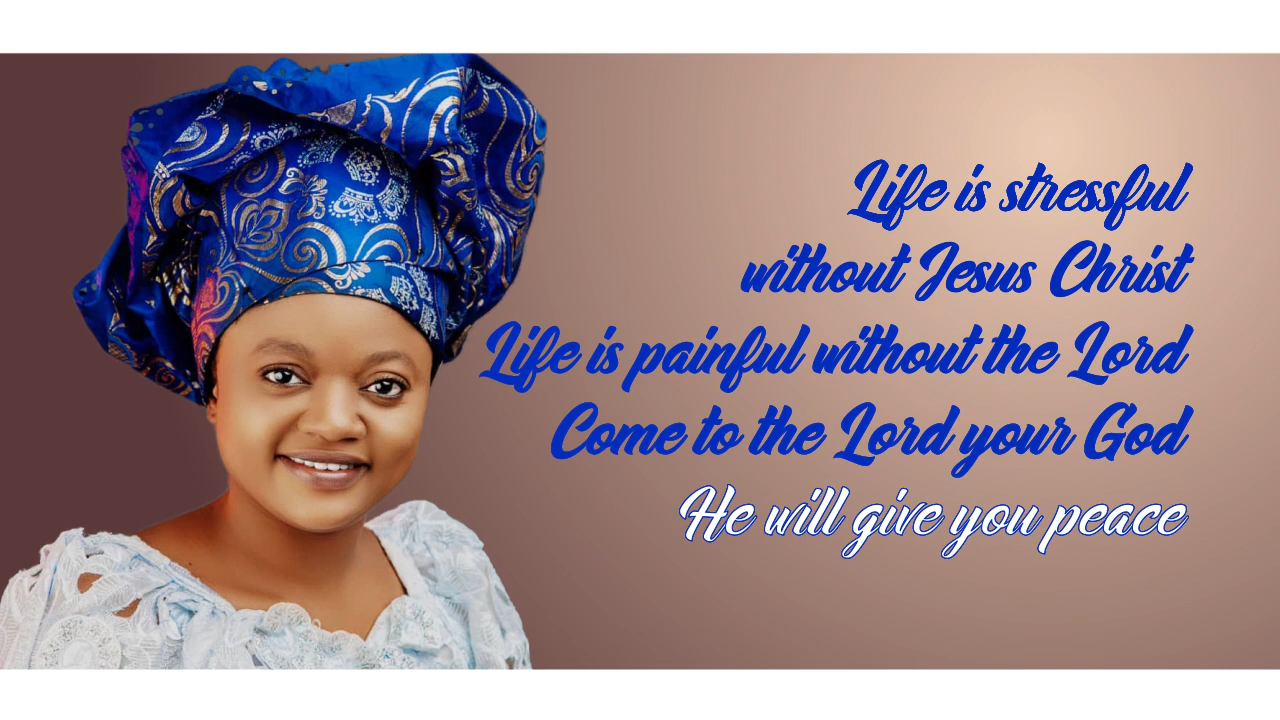 Life is stressful
without Jesus Christ
Life is painful without the Lord
Come to the Lord your God
He will give you peace